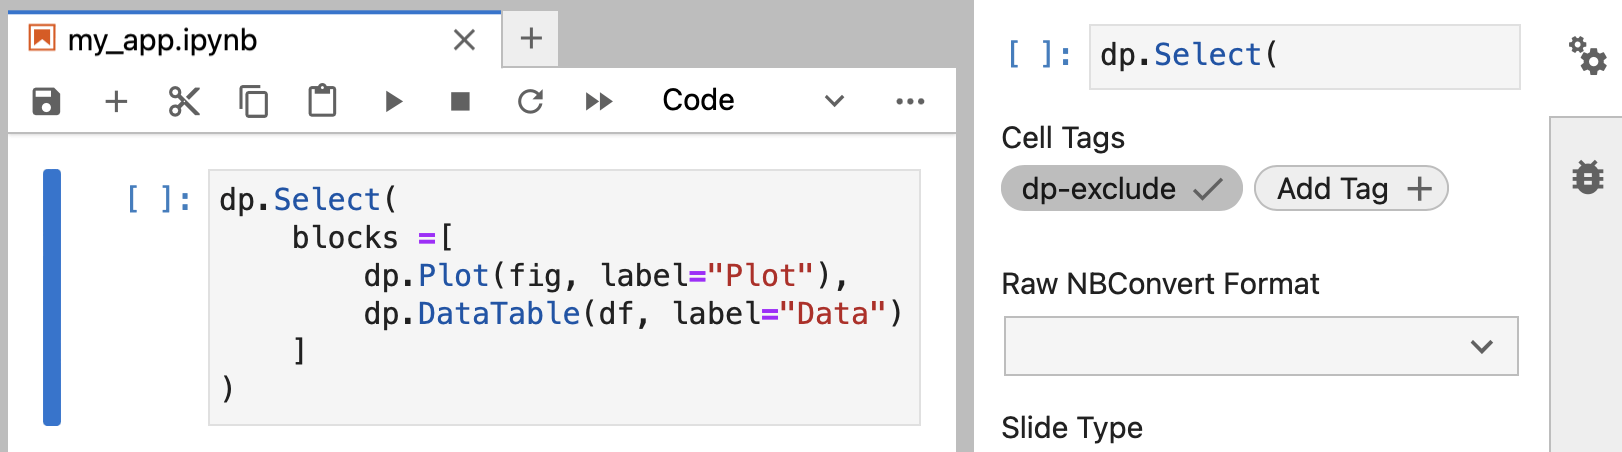 my_app.ipynb
Code
[ ]: dp.Select(
    blocks =[
        dp.Plot(fig, label="Plot"),
        dp.DataTable(df, label="Data")
    ]
)
[ ]: dp.Select(
Cell Tags
dp-exclude Add Tag +
Raw NBConvert Format
Slide Type